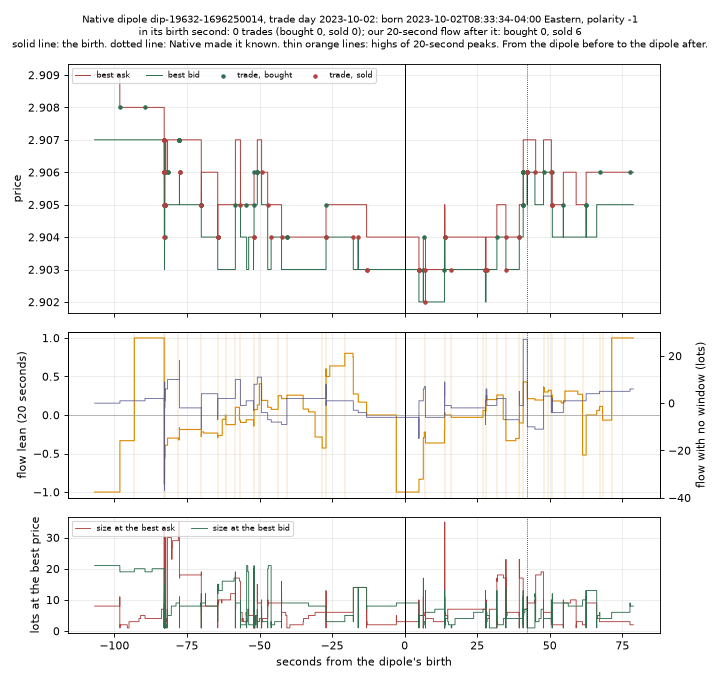 Native dipole dip-19632-1696250014, trade day 2023-10-02: born 2023-10-02T08:33:34-04:00 Eastern, polarity -1
in its birth second: 0 trades (bought 0, sold 0); our 20-second flow after it: bought 0, sold 6
solid line: the birth. dotted line: Native made it known. thin orange lines: highs of 20-second peaks. From the dipole before to the dipole after.
best ask
best bid
trade, bought
trade, sold
2.909
2.908
2.907
2.906
2.905
2.904
2.903
2.902
price
1.0
0.5
0.0
−0.5
−1.0
flow lean (20 seconds)
20
0
−20
−40
flow with no window (lots)
size at the best ask
size at the best bid
30
20
10
0
lots at the best price
−100
−75
−50
−25
0
25
50
75
seconds from the dipole's birth